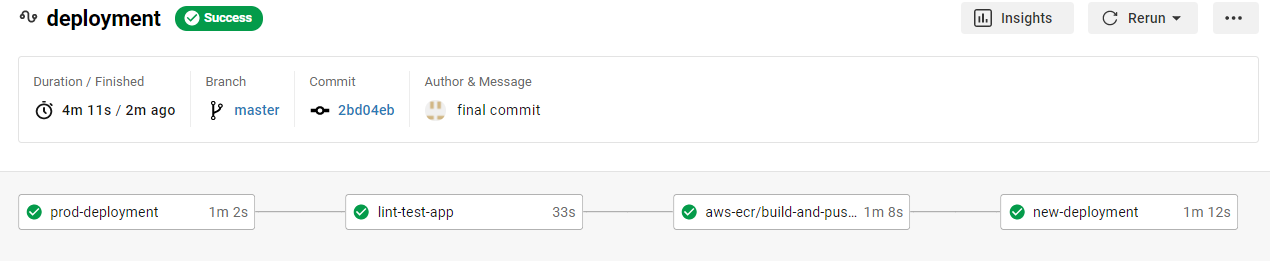 deployment Success Insights Rerun
Duration / Finished Branch Commit Author & Message
4m 11s / 2m ago master 2bd04eb final commit
prod-deployment 1m 2s lint-test-app 33s aws-ecr/build-and-pus... 1m 8s new-deployment 1m 12s